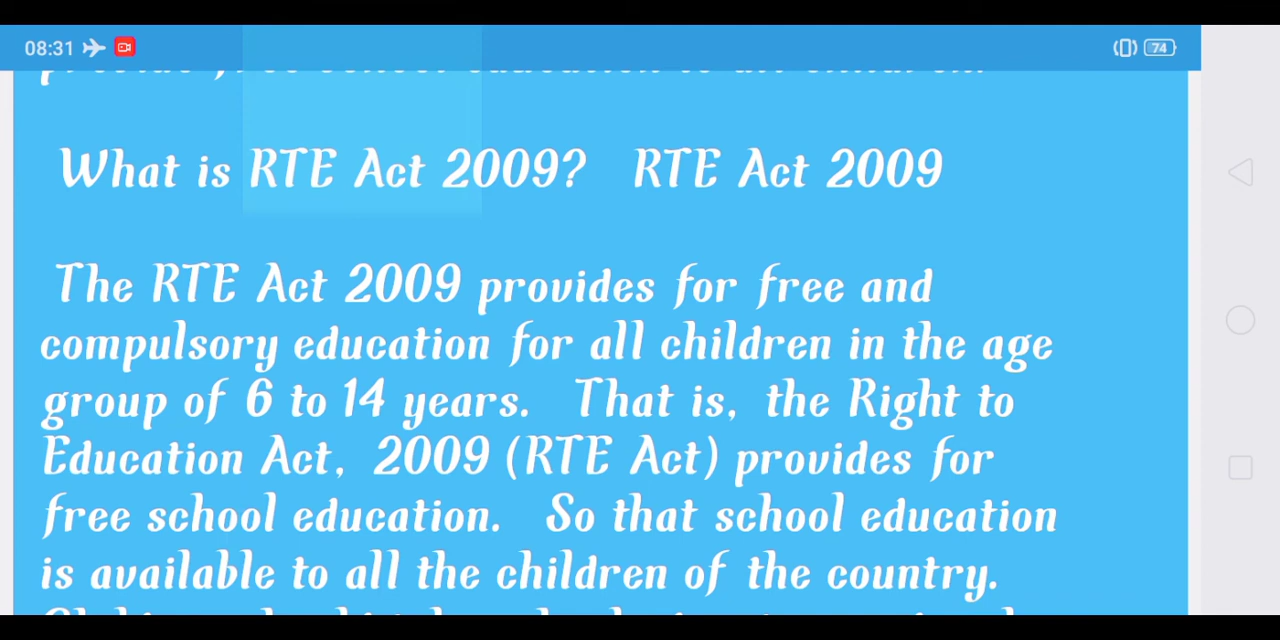 08:31
74
What is RTE Act 2009? RTE Act 2009
The RTE Act 2009 provides for free and
compulsory education for all children in the age
group of 6 to 14 years. That is, the Right to
Education Act, 2009 (RTE Act) provides for
free school education. So that school education
is available to all the children of the country.